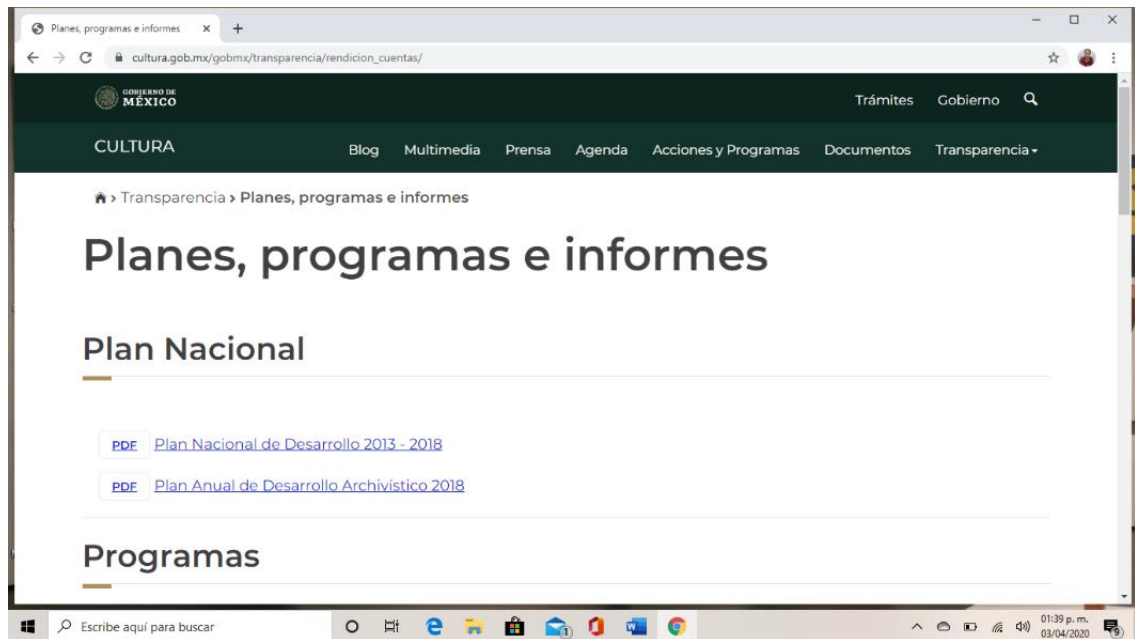 Planes, programas e informes
cultura.gob.mx/gobmx/transparencia/rendicion_cuentas/
GOBIERNO DE
MÉXICO
Trámites Gobierno
CULTURA Blog Multimedia Prensa Agenda Acciones y Programas Documentos Transparencia
> Transparencia > Planes, programas e informes
Planes, programas e informes
Plan Nacional
PDF Plan Nacional de Desarrollo 2013 - 2018
PDF Plan Anual de Desarrollo Archivístico 2018
Programas
Escribe aquí para buscar
01:39 p. m.
03/04/2020